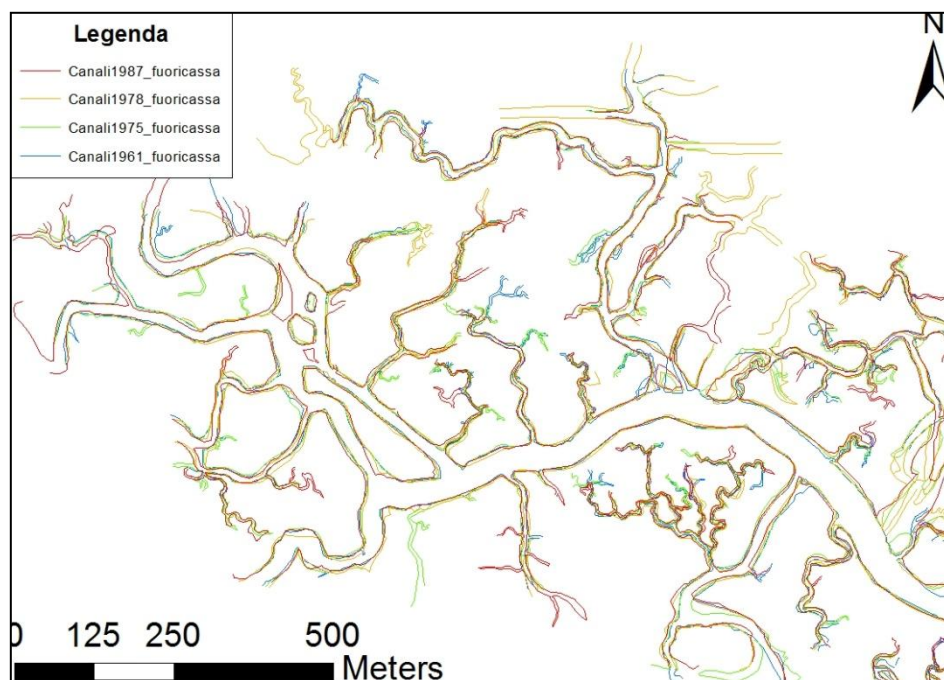 Legenda
Canali1987_fuoricassa
Canali1978_fuoricassa
Canali1975_fuoricassa
Canali1961_fuoricassa
N
0 125 250 500
Meters